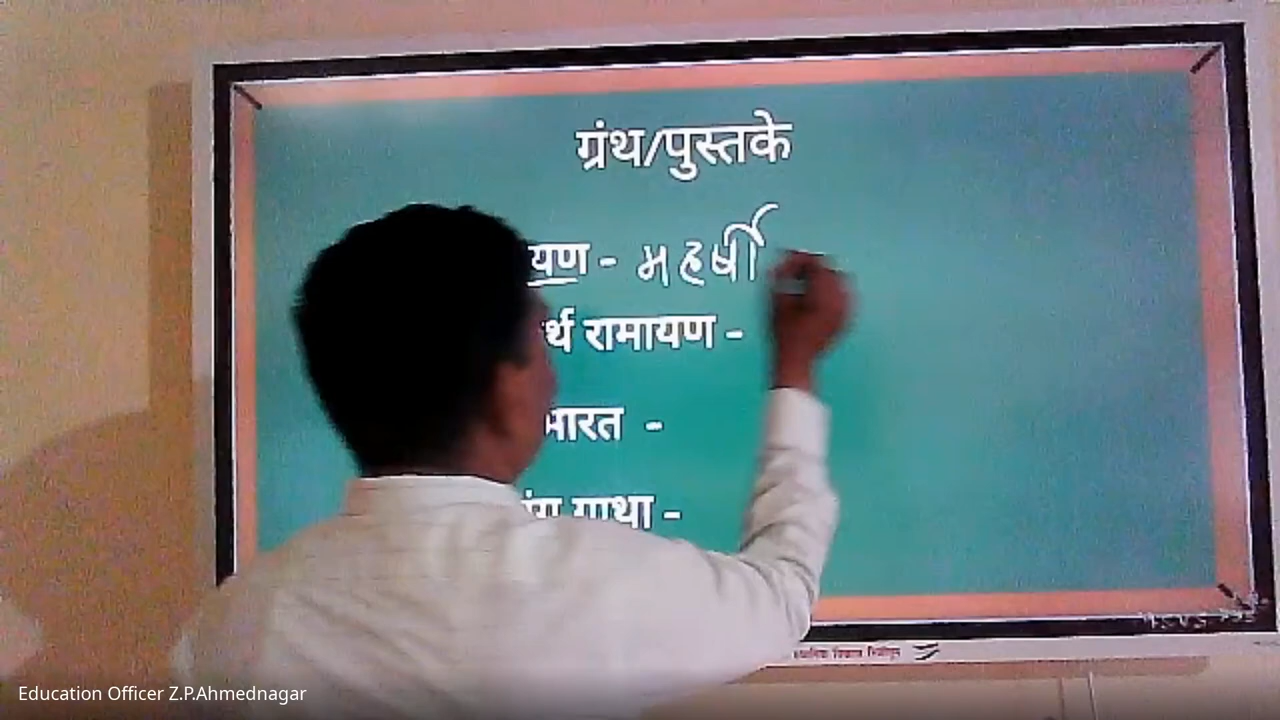 ग्रंथ/पुस्तके
यण - महर्षी
र्थ रामायण -
भारत -
गाथा -
Education Officer Z.P.Ahmednagar